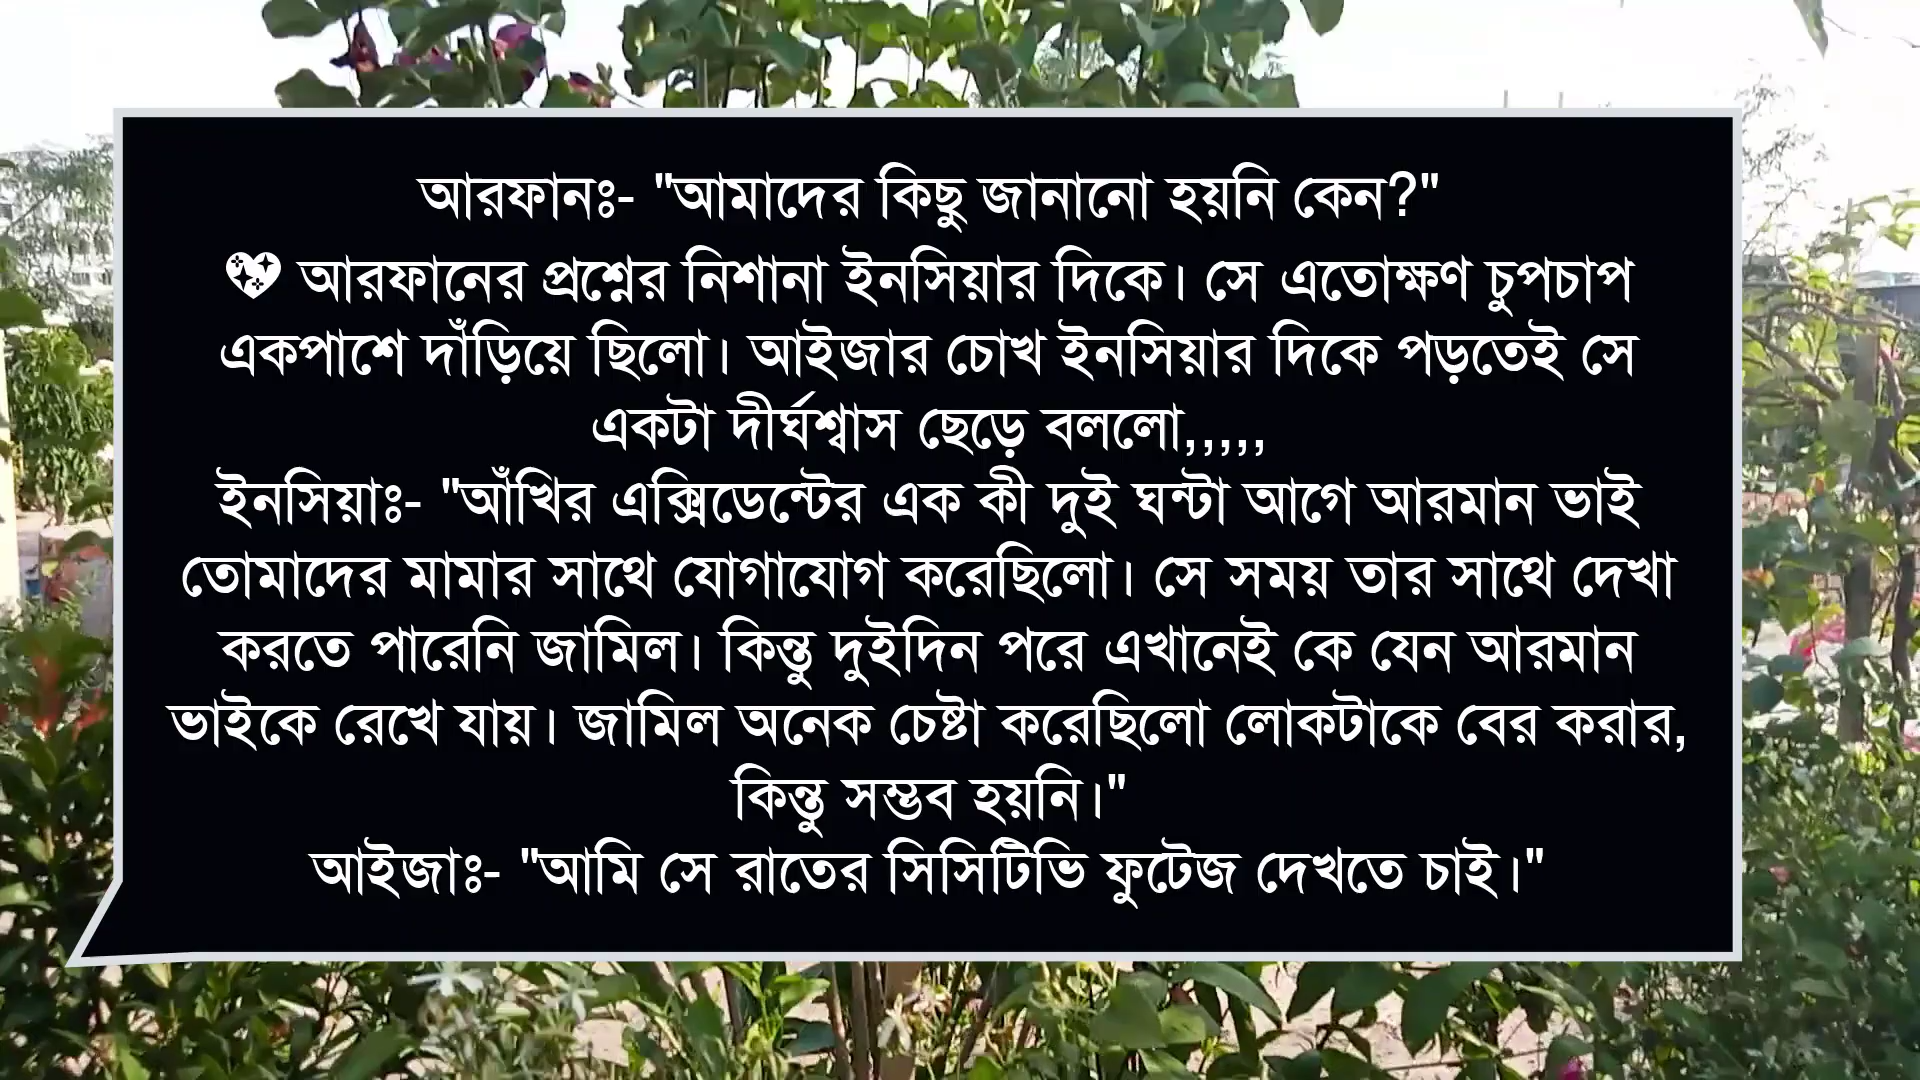 আরফানঃ- "আমাদের কিছু জানানো হয়নি কেন?"
💖 আরফানের প্রশ্নের নিশানা ইনসিয়ার দিকে। সে এতোক্ষণ চুপচাপ
একপাশে দাঁড়িয়ে ছিলো। আইজার চোখ ইনসিয়ার দিকে পড়তেই সে
একটা দীর্ঘশ্বাস ছেড়ে বললো,,,,,
ইনসিয়াঃ- "আঁখির এক্সিডেন্টের এক কী দুই ঘন্টা আগে আরমান ভাই
তোমাদের মামার সাথে যোগাযোগ করেছিলো। সে সময় তার সাথে দেখা
করতে পারেনি জামিল। কিন্তু দুইদিন পরে এখানেই কে যেন আরমান
ভাইকে রেখে যায়। জামিল অনেক চেষ্টা করেছিলো লোকটাকে বের করার,
কিন্তু সম্ভব হয়নি।"
আইজাঃ- "আমি সে রাতের সিসিটিভি ফুটেজ দেখতে চাই।"